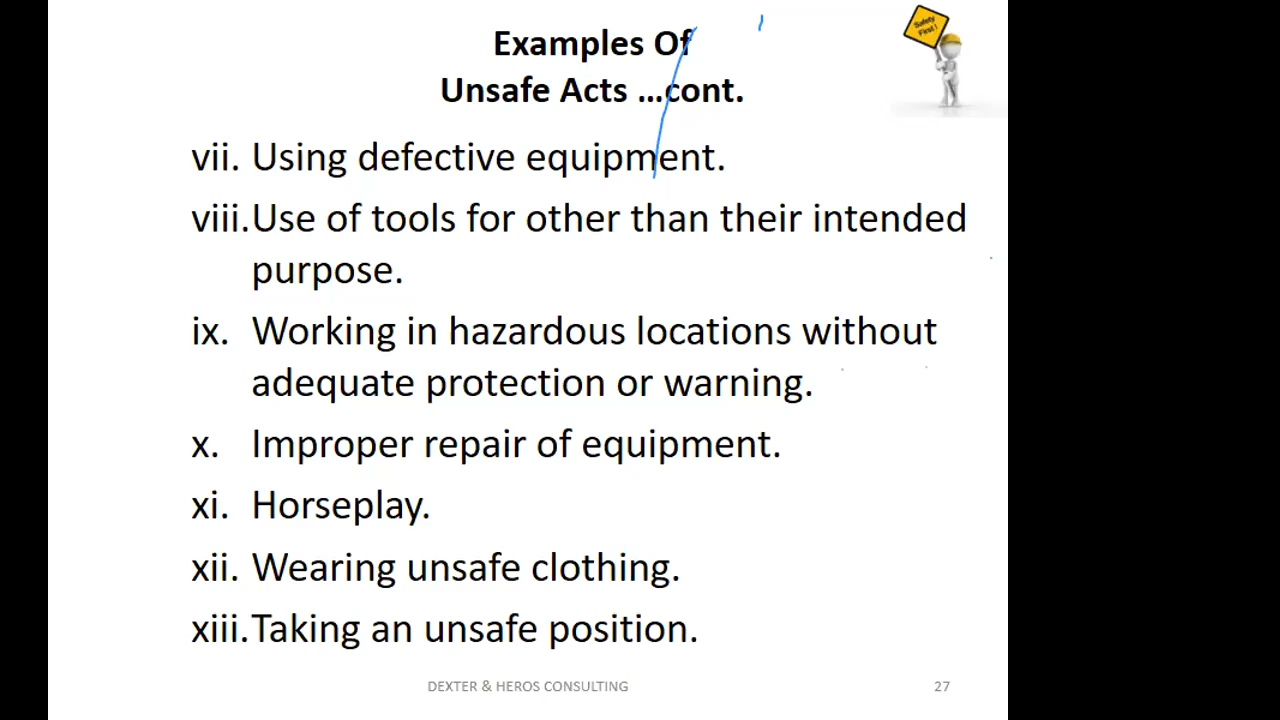 Safety
First!
Examples Of
Unsafe Acts ...cont.
vii. Using defective equipment.
viii. Use of tools for other than their intended
purpose.
ix. Working in hazardous locations without
adequate protection or warning.
x. Improper repair of equipment.
xi. Horseplay.
xii. Wearing unsafe clothing.
xiii. Taking an unsafe position.
DEXTER & HEROS CONSULTING
27